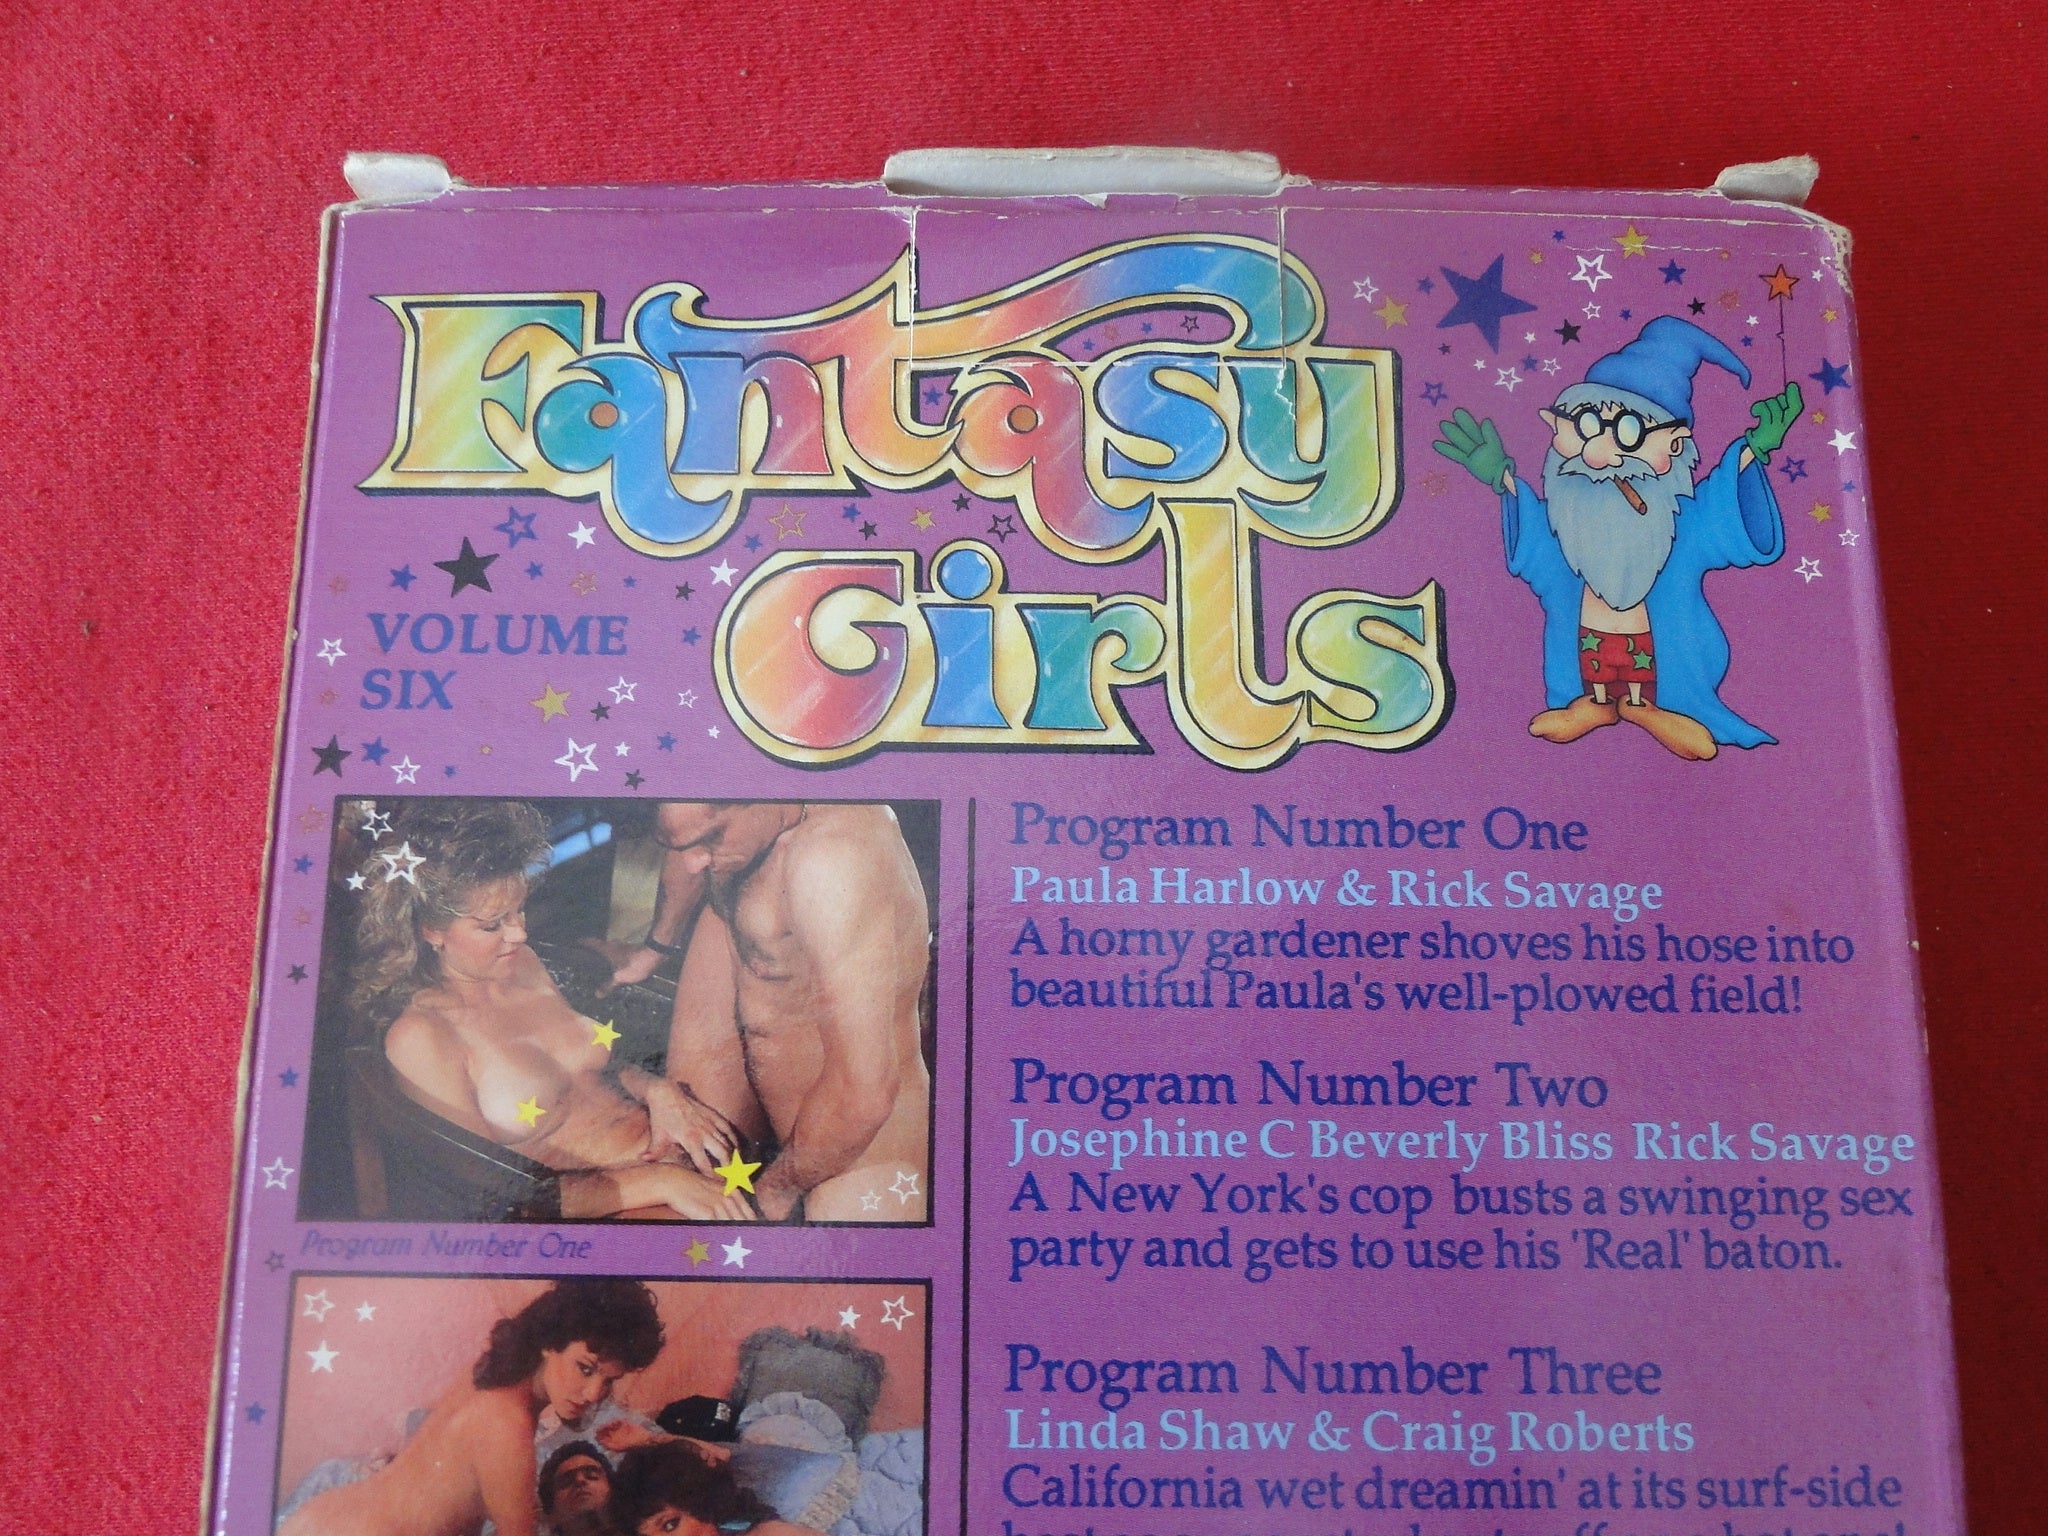 Fantasy
Girls
VOLUME
SIX
Program Number One
Paula Harlow & Rick Savage
A horny gardener shoves his hose into
beautiful Paula's well-plowed field!
Program Number Two
Josephine C Beverly Bliss Rick Savage
A New York's cop busts a swinging sex
party and gets to use his 'Real' baton.
Program Number One
Program Number Three
Linda Shaw & Craig Roberts
California wet dreamin' at its surf-side